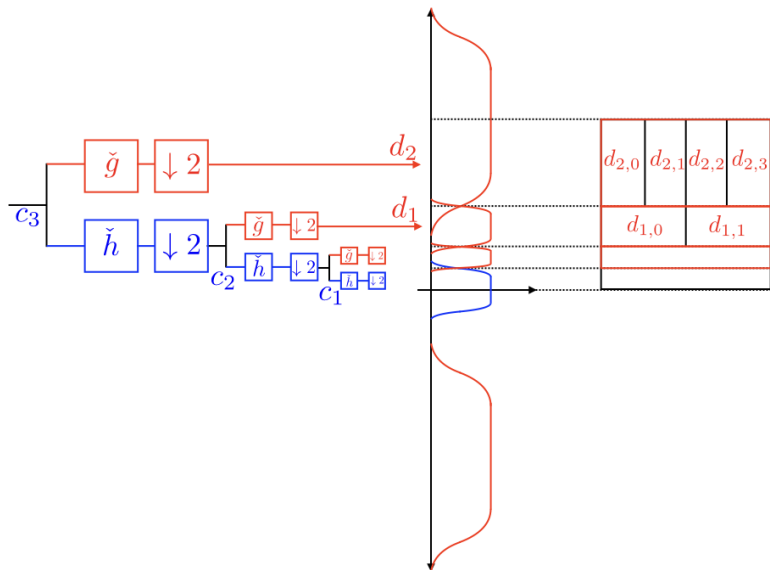 ǧ ↓ 2 d₂
d₂,₀ d₂,₁ d₂,₂ d₂,₃
c₃
d₁
ȟ ↓ 2 ǧ ↓ 2
d₁,₀ d₁,₁
c₂ ȟ ↓ 2 ǧ ↓ 2
c₁ ȟ ↓ 2